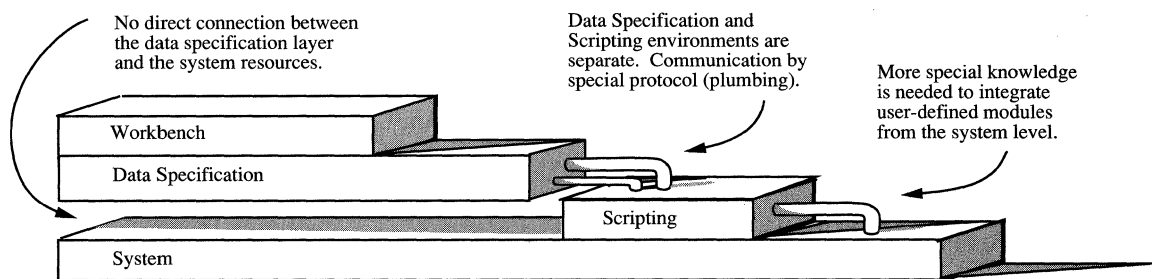 No direct connection between
the data specification layer
and the system resources.
Data Specification and
Scripting environments are
separate. Communication by
special protocol (plumbing).
More special knowledge
is needed to integrate
user-defined modules
from the system level.
Workbench
Data Specification
Scripting
System